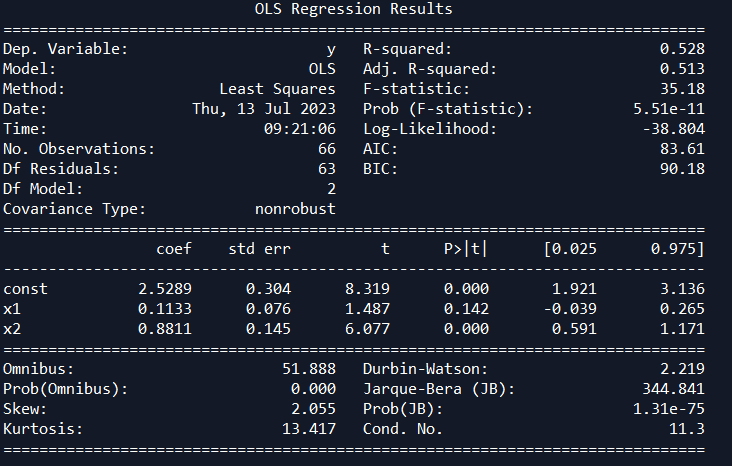 OLS Regression Results
==============================================================================
Dep. Variable:                      y   R-squared:                       0.528
Model:                            OLS   Adj. R-squared:                  0.513
Method:                 Least Squares   F-statistic:                     35.18
Date:                Thu, 13 Jul 2023   Prob (F-statistic):           5.51e-11
Time:                        09:21:06   Log-Likelihood:                -38.804
No. Observations:                  66   AIC:                             83.61
Df Residuals:                      63   BIC:                             90.18
Df Model:                           2
Covariance Type:            nonrobust
==============================================================================
                 coef    std err          t      P>|t|      [0.025      0.975]
------------------------------------------------------------------------------
const          2.5289      0.304      8.319      0.000       1.921       3.136
x1             0.1133      0.076      1.487      0.142      -0.039       0.265
x2             0.8811      0.145      6.077      0.000       0.591       1.171
==============================================================================
Omnibus:                       51.888   Durbin-Watson:                   2.219
Prob(Omnibus):                  0.000   Jarque-Bera (JB):              344.841
Skew:                           2.055   Prob(JB):                     1.31e-75
Kurtosis:                      13.417   Cond. No.                         11.3
==============================================================================